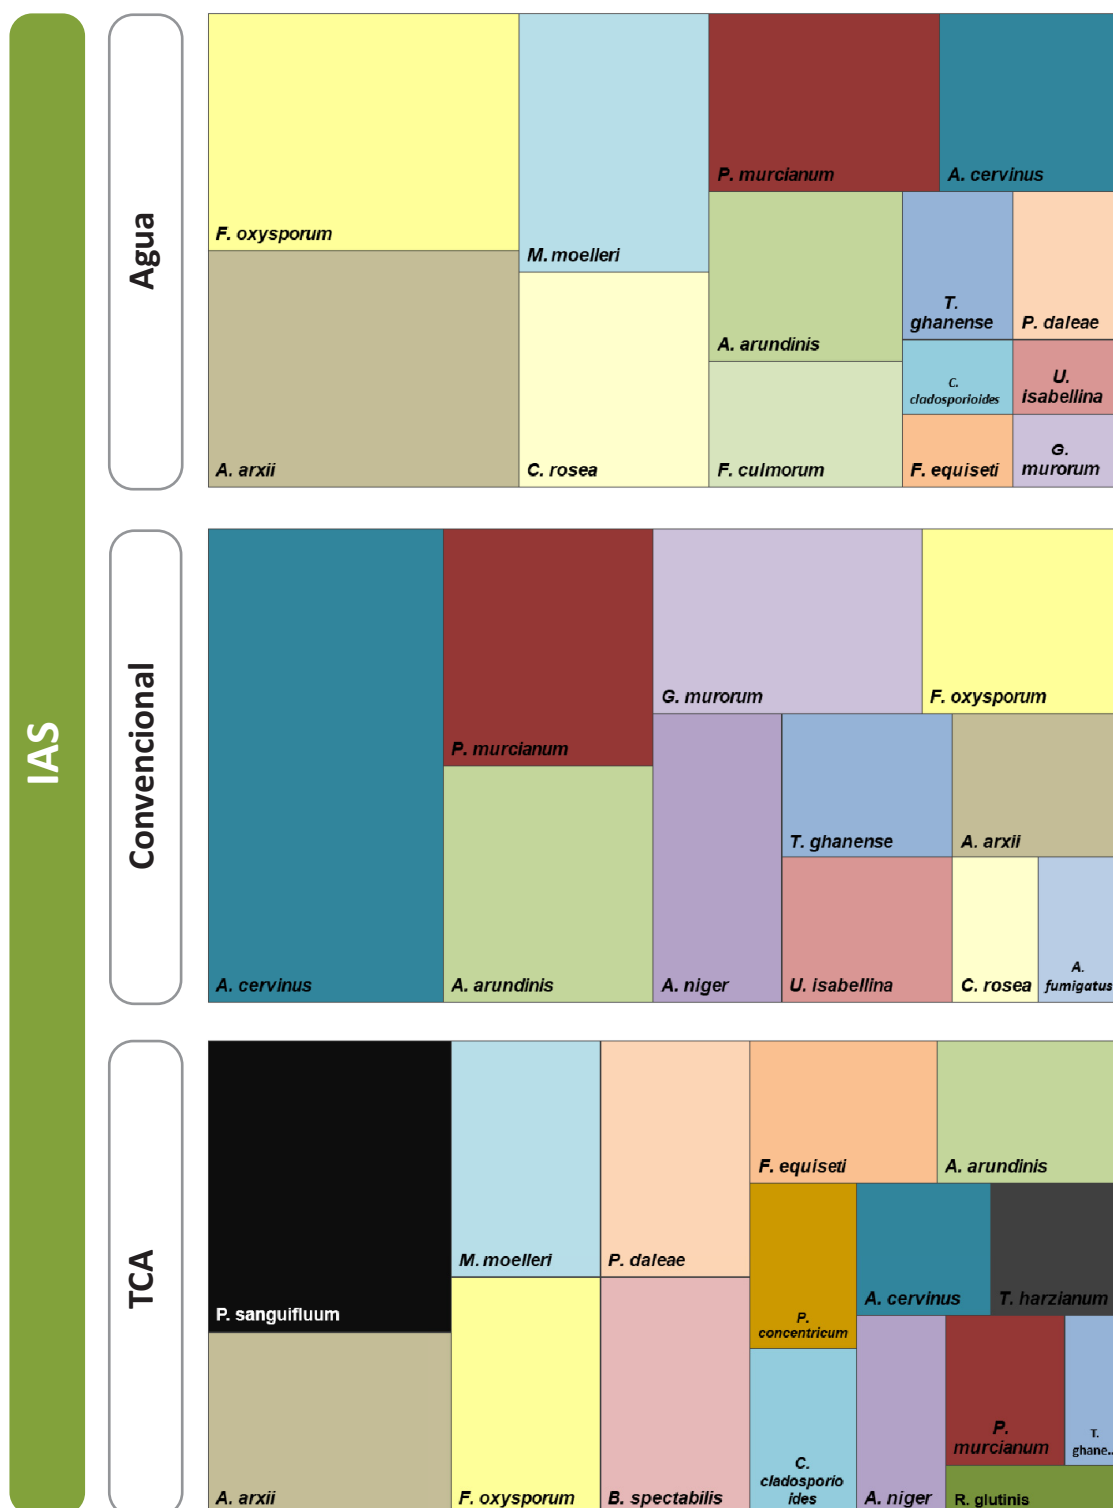 IAS
Agua
F. oxysporum
M. moelleri
P. murcianum
A. cervinus
A. arxii
C. rosea
A. arundinis
F. culmorum
T.
ghanense
P. daleae
C.
cladosporioides
U.
isabellina
F. equiseti
G.
murorum
Convencional
A. cervinus
P. murcianum
A. arundinis
G. murorum
F. oxysporum
A. niger
T. ghanense
A. arxii
U. isabellina
C. rosea
A.
fumigatus
TCA
P. sanguifluum
A. arxii
M. moelleri
F. oxysporum
P. daleae
B. spectabilis
F. equiseti
A. arundinis
P.
concentricum
A. cervinus
T. harzianum
C.
cladosporio
ides
A. niger
P.
murcianum
T.
ghane...
R. glutinis